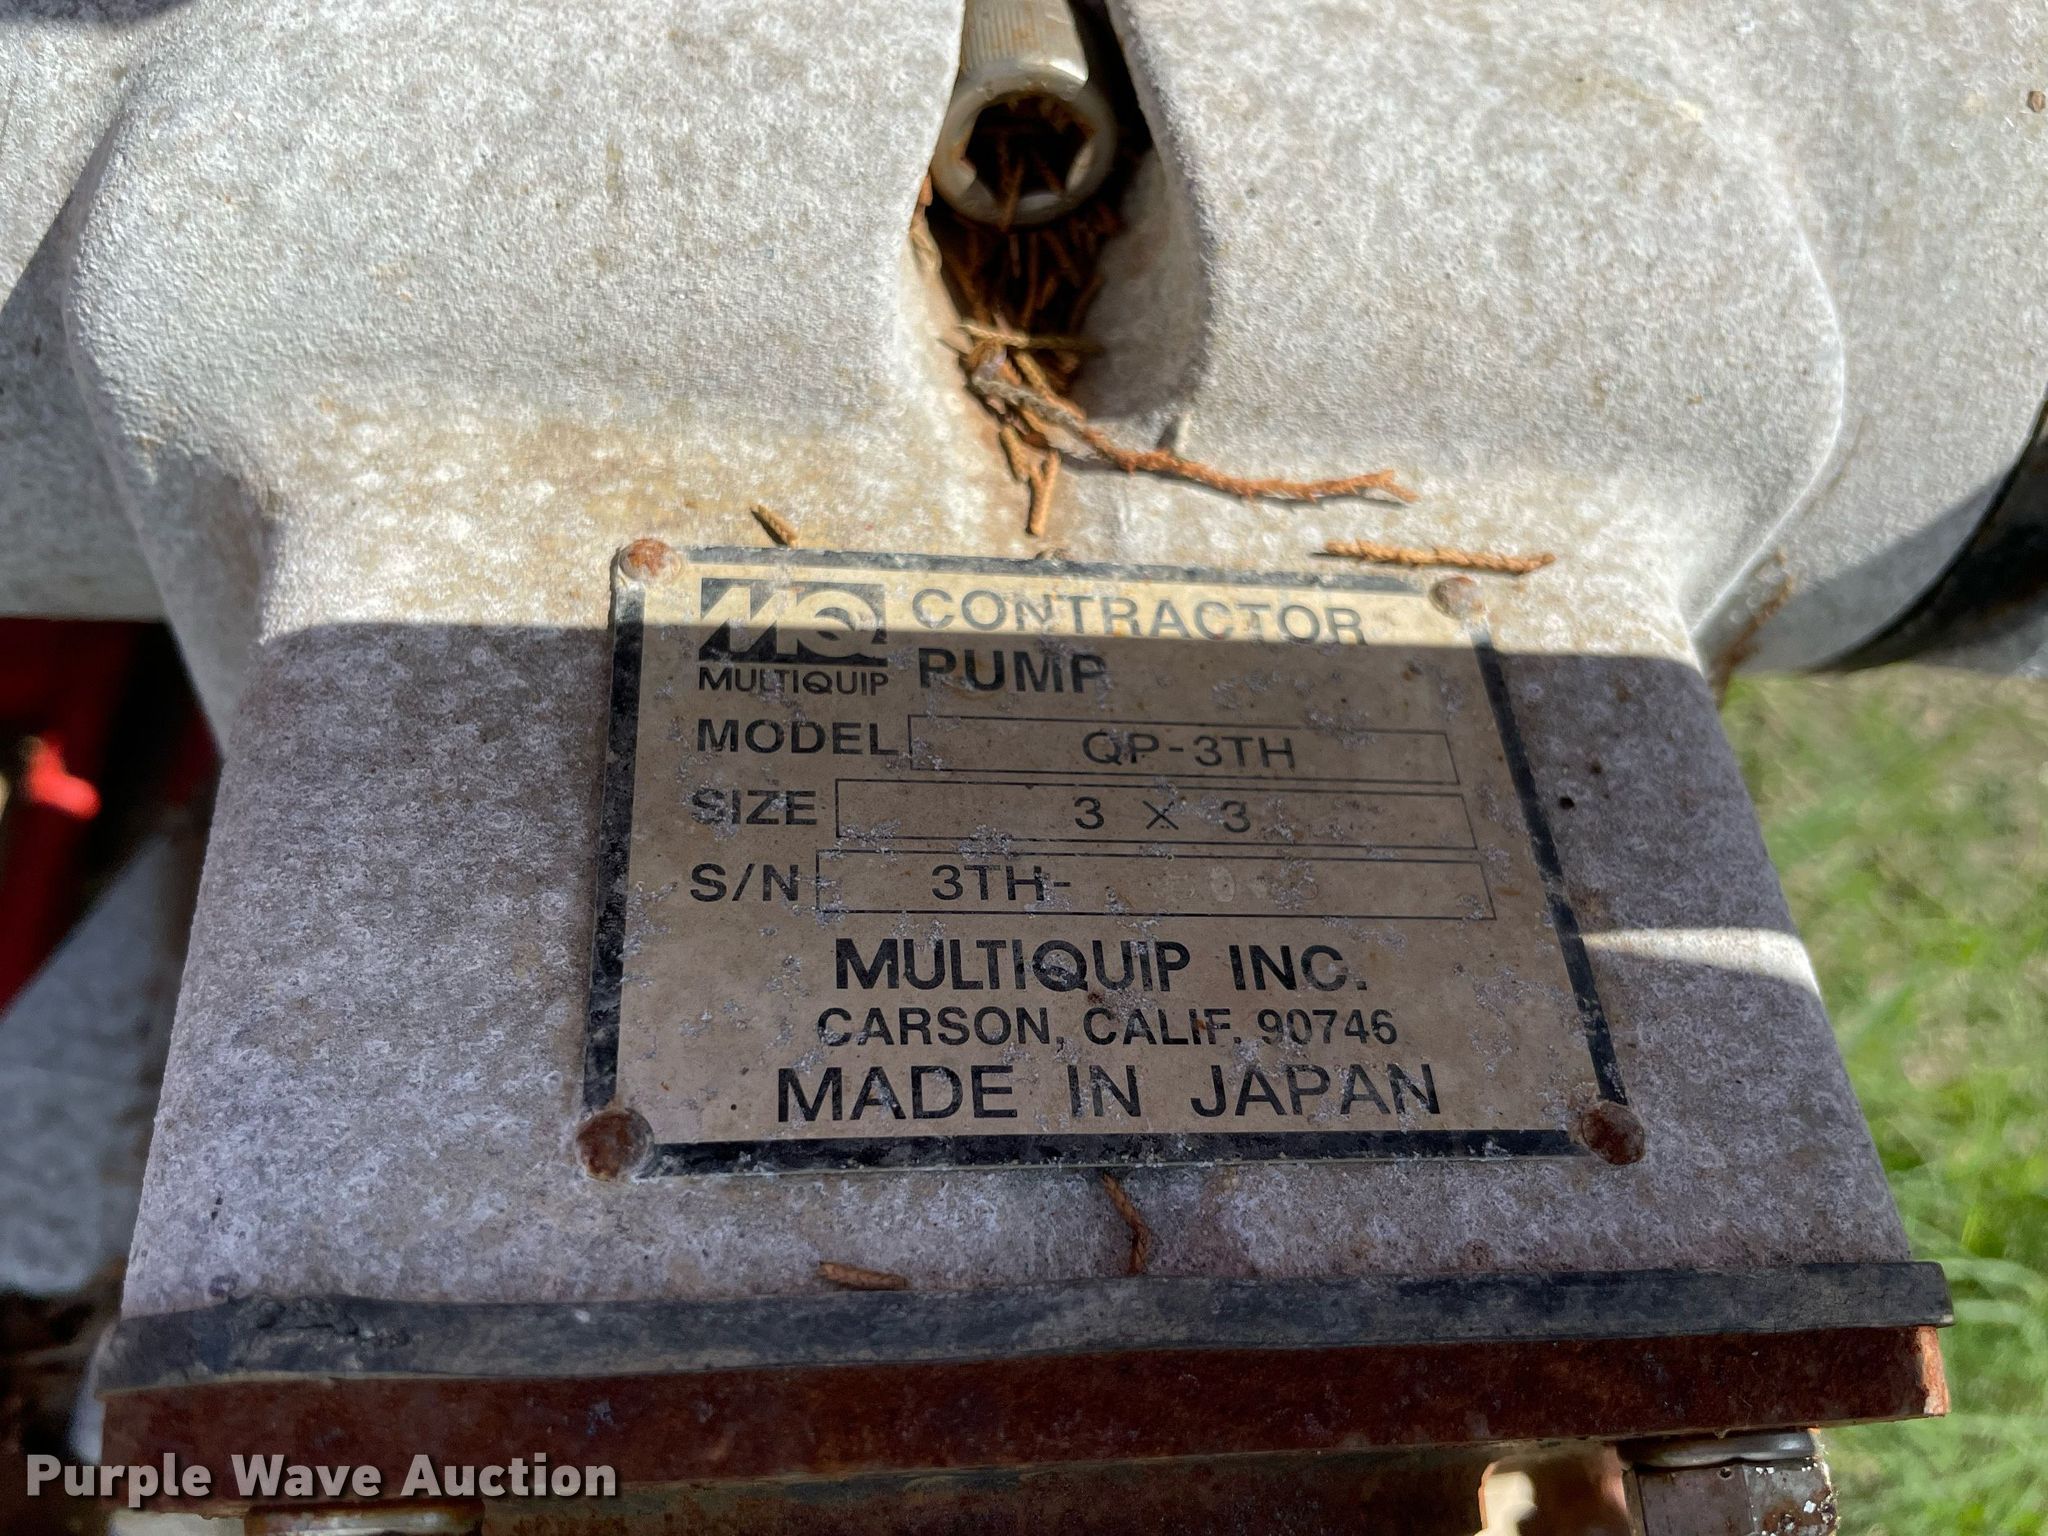 MQ CONTRACTOR
MULTIQUIP PUMP
MODEL QP-3TH
SIZE 3 X 3
S/N 3TH-
MULTIQUIP INC.
CARSON, CALIF. 90746
MADE IN JAPAN
Purple Wave Auction